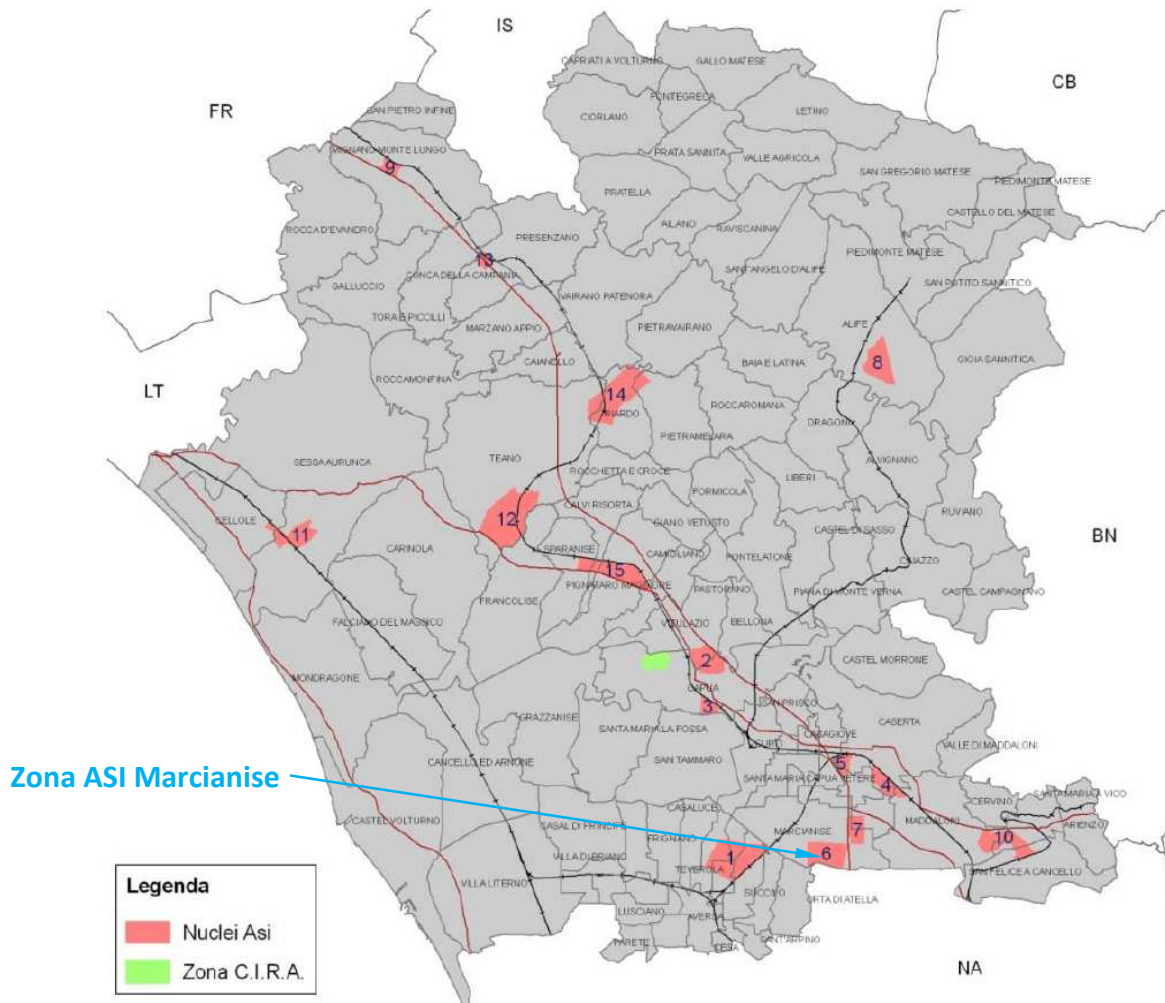 IS
CAPRIATI A VOLTURNO
GALLO MATESE
CB
FONTEGRECA
FR
SAN PIETRO INFINE
CIORLANO
LETINO
MIGNANO MONTE LUNGO
PRATA SANNITA
VALLE AGRICOLA
9
SAN GREGORIO MATESE
PIEDIMONTE MATESE
PRATELLA
CASTELLO DEL MATESE
ROCCA D'EVANDRO
AILANO
RAVISCANINA
PRESENZANO
PIEDIMONTE MATESE
13
SANT'ANGELO D'ALIFE
CONCA DELLA CAMPANIA
GALLUCCIO
SAN POTITO SANNITICO
VAIRANO PATENORA
TORA E PICCILLI
ALIFE
MARZANO APPIO
PIETRAVAIRANO
CAIANELLO
BAIA E LATINA
8
GIOIA SANNITICA
ROCCAMONFINA
LT
14
ROCCAROMANA
RIARDO
DRAGONI
PIETRAMELARA
TEANO
SESSA AURUNCA
ALVIGNANO
ROCCHETTA E CROCE
LIBERI
FORMICOLA
CALVI RISORTA
RUVIANO
CELLOLE
12
GIANO VETUSTO
CASTEL DI SASSO
11
BN
CARINOLA
SPARANISE
CAMIGLIANO
PONTELATONE
CAIAZZO
15
PIGNATARO MAGGIORE
PASTORANO
PIANA DI MONTE VERNA
CASTEL CAMPAGNANO
FRANCOLISE
FALCIANO DEL MASSICO
VITULAZIO
BELLONA
2
CASTEL MORRONE
MONDRAGONE
CAPUA
3
SAN PRISCO
GRAZZANISE
CASERTA
SANTA MARIA LA FOSSA
CASAGIOVE
CURTI
VALLE DI MADDALONI
Zona ASI Marcianise
CANCELLO ED ARNONE
SAN TAMMARO
5
SANTA MARIA CAPUA VETERE
4
SANTA MARIA A VICO
CERVINO
CASALUCE
CASTEL VOLTURNO
MADDALONI
ARIENZO
CASAL DI PRINCIPE
FRIGNANO
MARCIANISE
7
10
1
6
VILLA DI BRIANO
TEVEROLA
SAN FELICE A CANCELLO
Legenda
VILLA LITERNO
SUCCIVO
ORTA DI ATELLA
LUSCIANO
AVERSA
Nuclei Asi
SANT'ARPINO
PARETE
CESA
Zona C.I.R.A.
NA